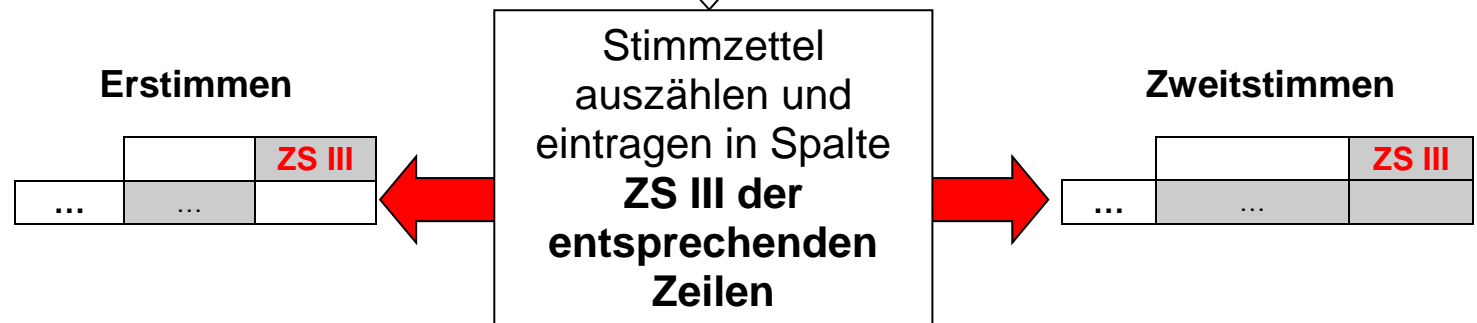 Stimmzettel
auszählen und
eintragen in Spalte
ZS III der
entsprechenden
Zeilen
Erstimmen
ZS III
... ...
Zweitstimmen
ZS III
... ...